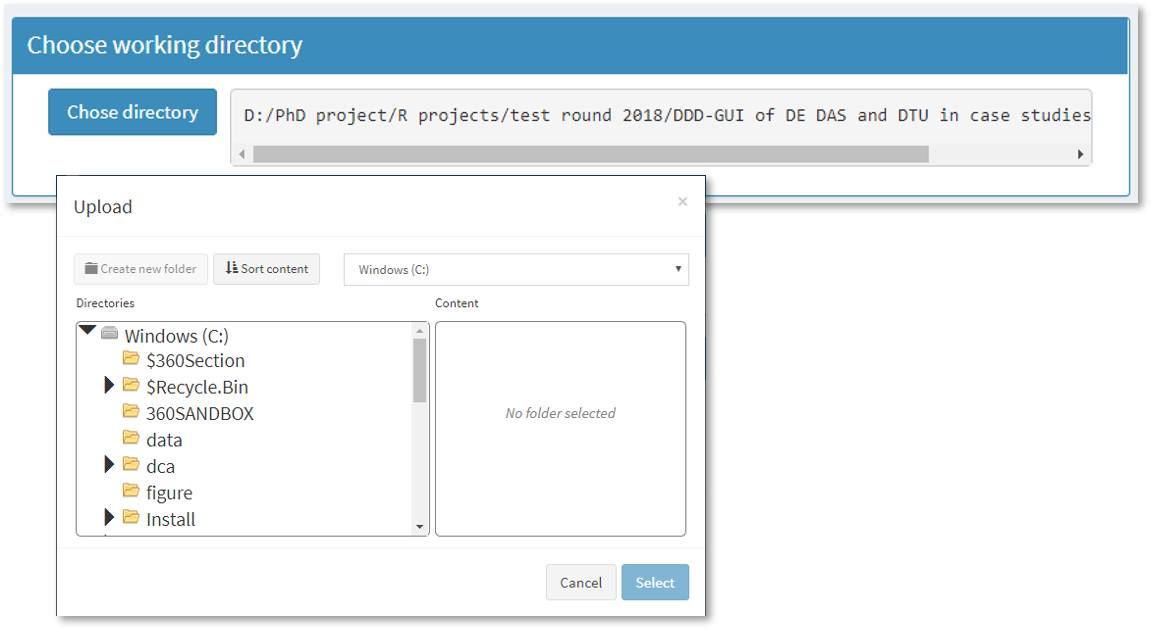 Choose working directory
Chose directory
D:/PhD project/R projects/test round 2018/DDD-GUI of DE DAS and DTU in case studies
Upload
×
Create new folder
Sort content
Windows (C:)
Directories
Content
Windows (C:)
$360Section
$Recycle.Bin
360SANDBOX
data
dca
figure
Install
No folder selected
Cancel
Select